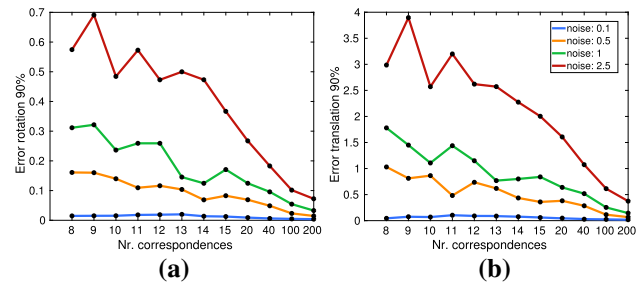 0.7
0.6
0.5
0.4
0.3
0.2
0.1
0
Error rotation 90%
8 9 10 11 12 13 14 15 20 40 100 200
Nr. correspondences
(a)
4
3.5
3
2.5
2
1.5
1
0.5
0
Error translation 90%
noise: 0.1
noise: 0.5
noise: 1
noise: 2.5
8 9 10 11 12 13 14 15 20 40 100 200
Nr. correspondences
(b)